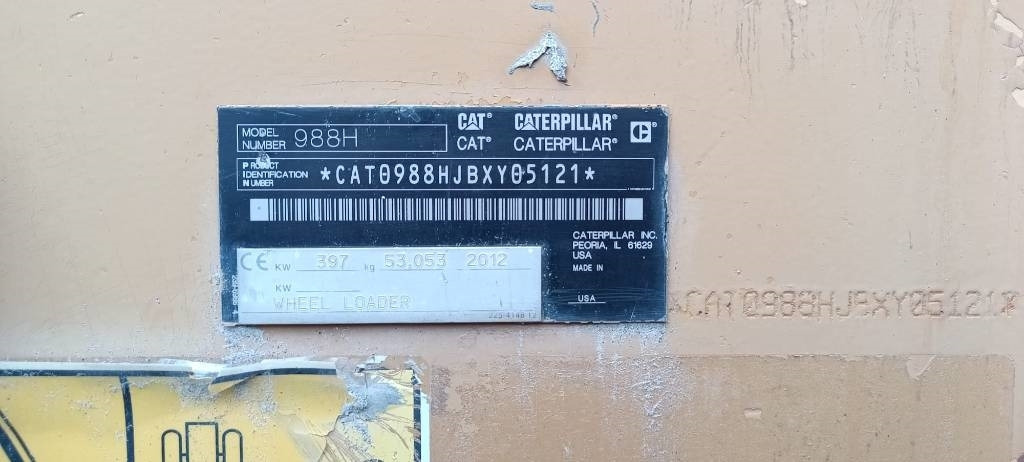 CAT® CATERPILLAR®
MODEL NUMBER 988H CAT® CATERPILLAR®
PRODUCT IDENTIFICATION NUMBER *CAT0988HJBXY05121*
CATERPILLAR INC.
PEORIA, IL 61629
USA
MADE IN
USA
CE KW 397 kg 53,053 2012
KW
WHEEL LOADER
*CAT0988HJBXY05121*